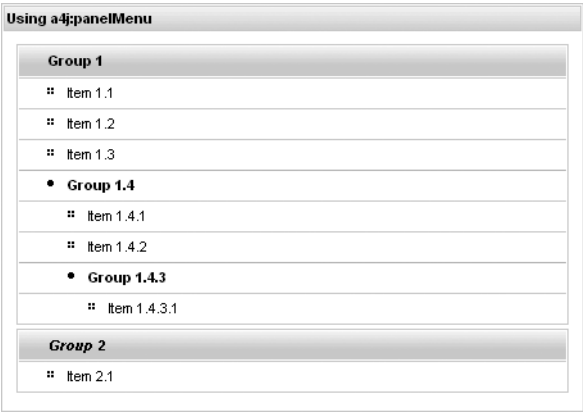 Using a4j:panelMenu
Group 1
Item 1.1
Item 1.2
Item 1.3
Group 1.4
Item 1.4.1
Item 1.4.2
Group 1.4.3
Item 1.4.3.1
Group 2
Item 2.1